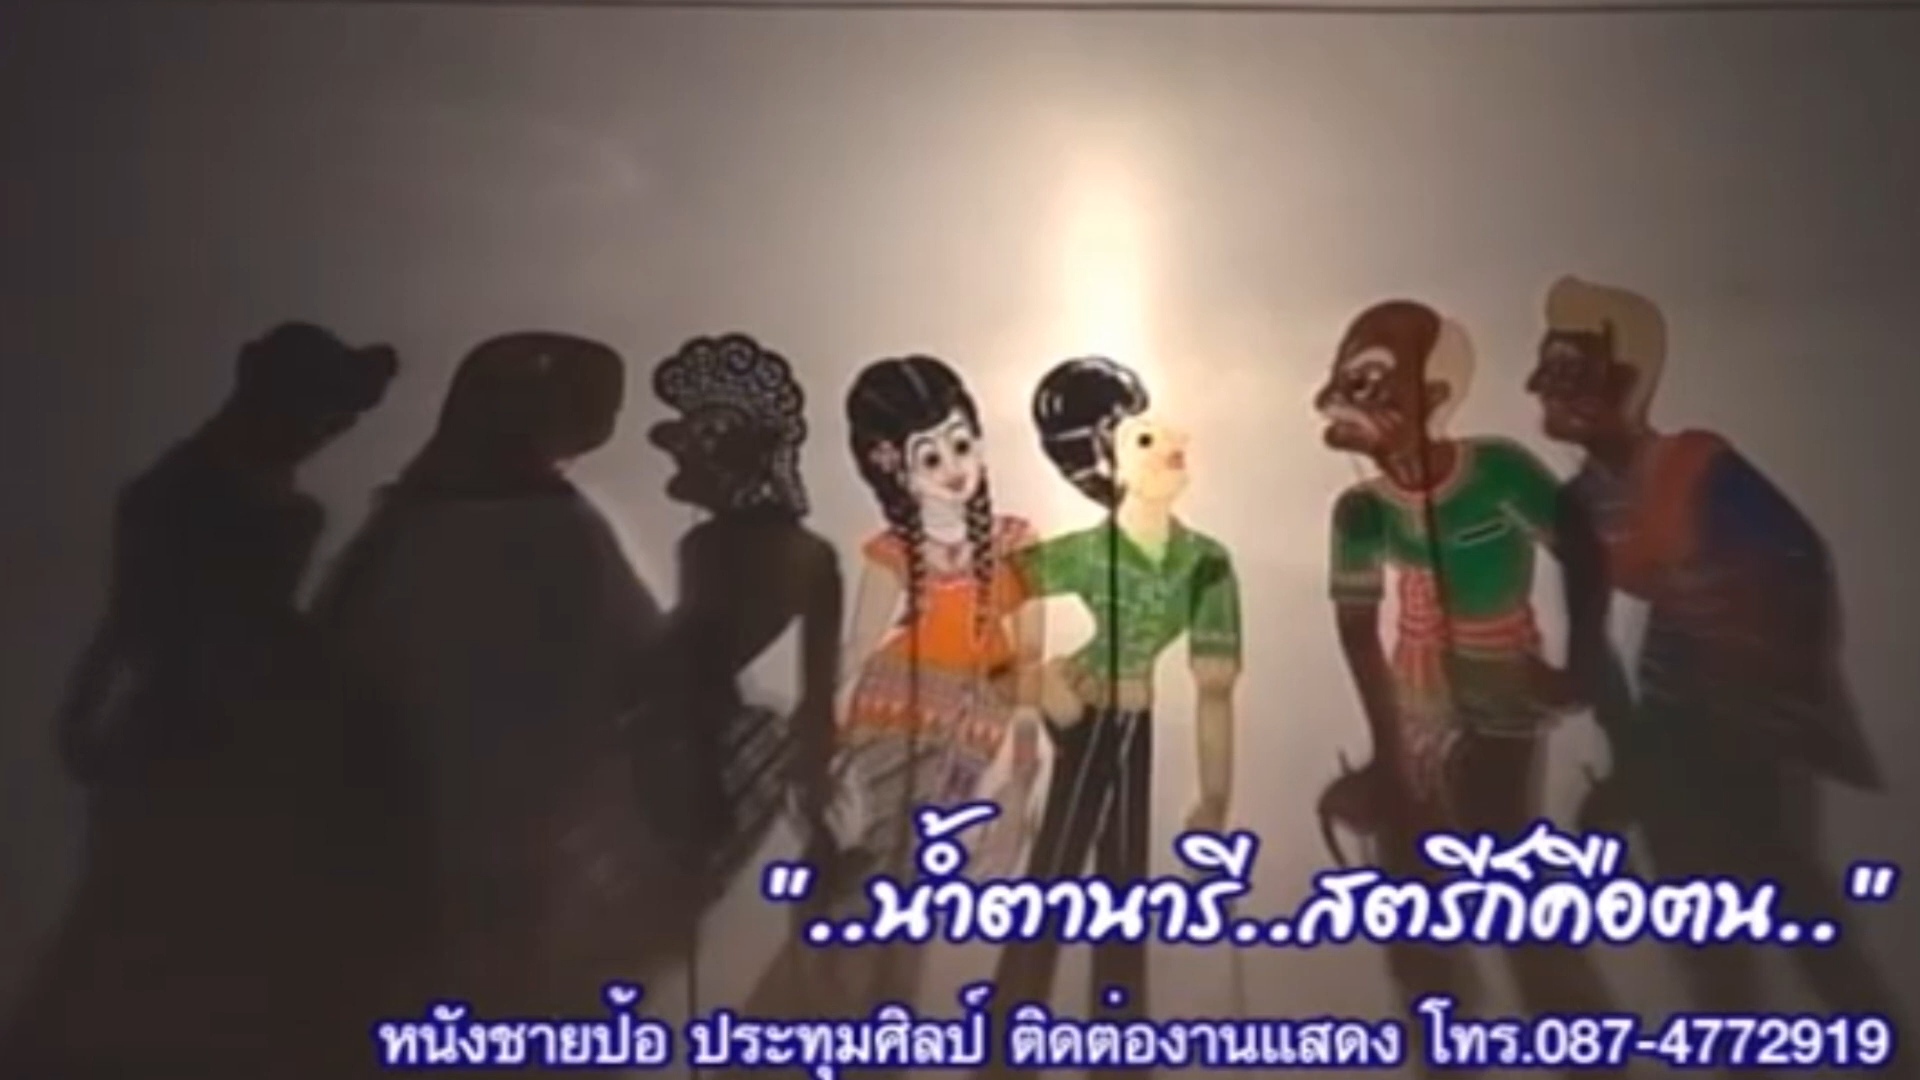 "..น้ำตานารี..สตรีก็คือตน.."
หนังชายป้อ ประทุมศิลป์ ติดต่องานแสดง โทร.087-4772919